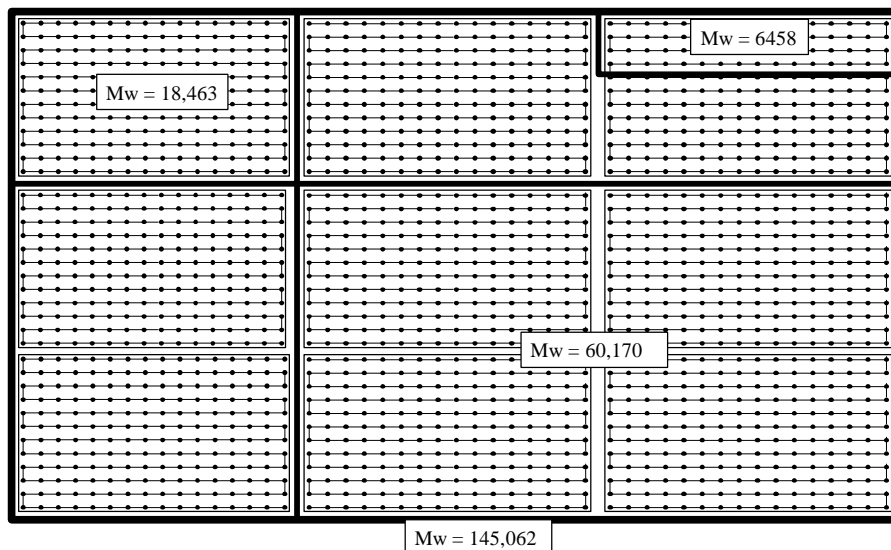 Mw = 6458
Mw = 18,463
Mw = 60,170
Mw = 145,062